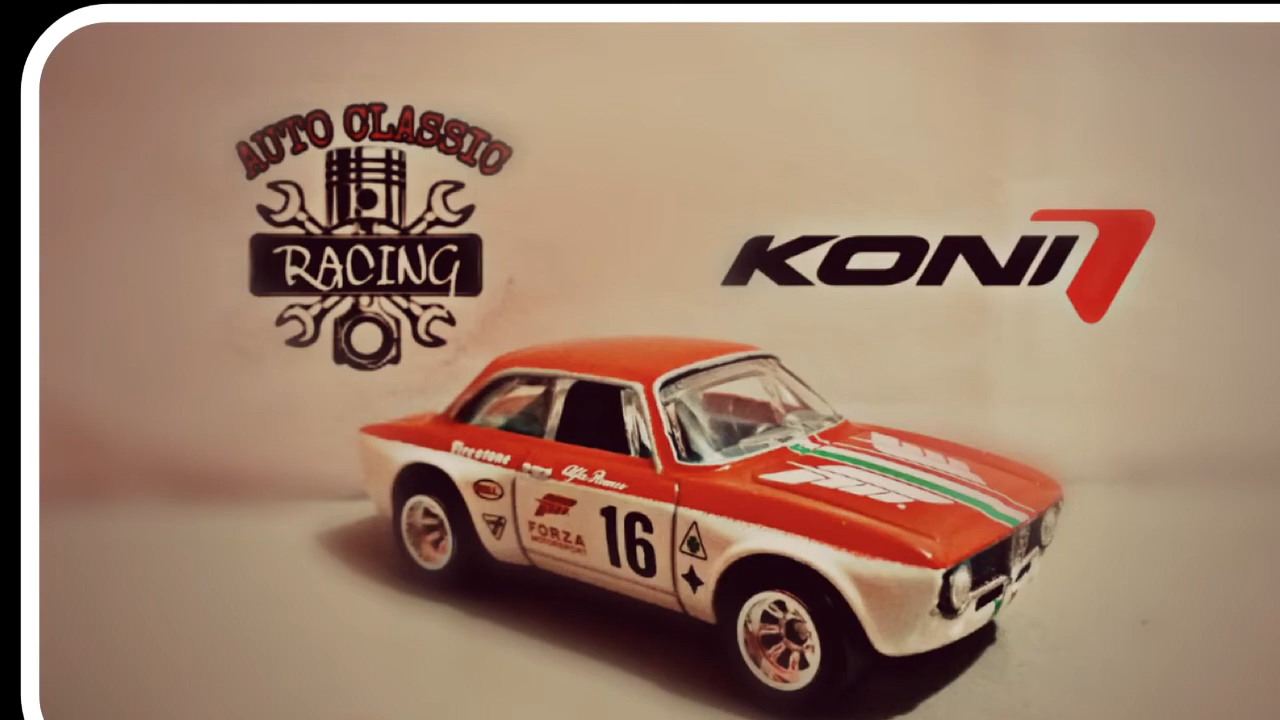 AUTO CLASSIC
RACING
KONI
Firestone
Alfa Romeo
FORZA
MOTORSPORT
16